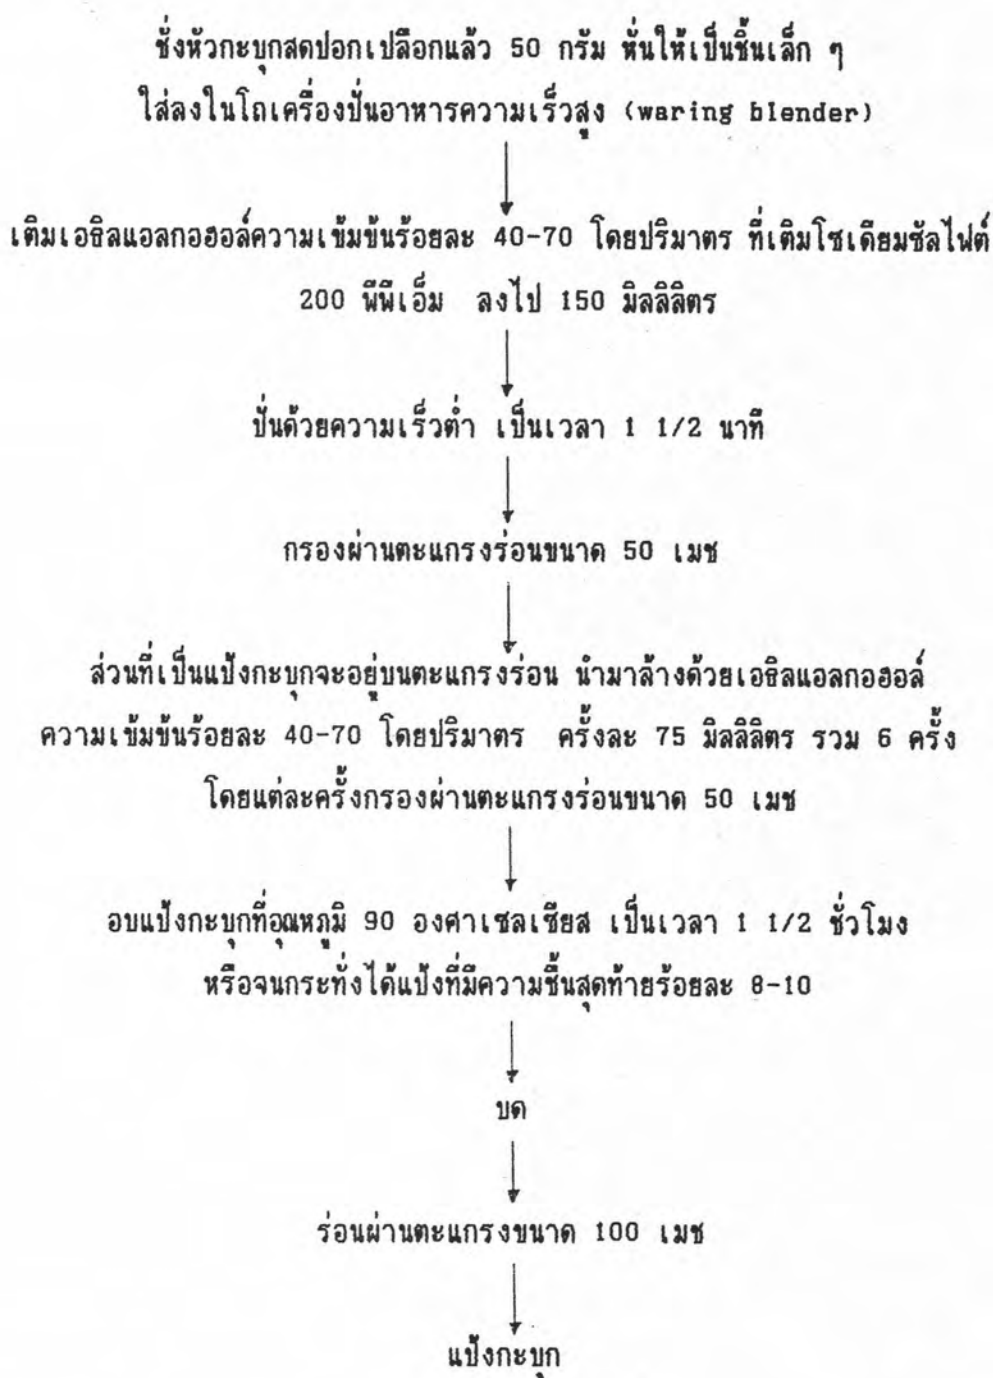 ชั่งหัวกะบุกสดปอกเปลือกแล้ว 50 กรัม หั่นให้เป็นชิ้นเล็ก ๆ
ใส่ลงในโถเครื่องปั่นอาหารความเร็วสูง (waring blender)
เติมเอธิลแอลกอฮอล์ความเข้มข้นร้อยละ 40-70 โดยปริมาตร ที่เติมโซเดียมซัลไฟต์
200 พีพีเอ็ม ลงไป 150 มิลลิลิตร
ปั่นด้วยความเร็วต่ำ เป็นเวลา 1 1/2 นาที
กรองผ่านตะแกรงร่อนขนาด 50 เมช
ส่วนที่เป็นแป้งกะบุกจะอยู่บนตะแกรงร่อน นำมาล้างด้วยเอธิลแอลกอฮอล์
ความเข้มข้นร้อยละ 40-70 โดยปริมาตร ครั้งละ 75 มิลลิลิตร รวม 6 ครั้ง
โดยแต่ละครั้งกรองผ่านตะแกรงร่อนขนาด 50 เมช
อบแป้งกะบุกที่อุณหภูมิ 90 องศาเซลเซียส เป็นเวลา 1 1/2 ชั่วโมง
หรือจนกระทั่งได้แป้งที่มีความชื้นสุดท้ายร้อยละ 8-10
บด
ร่อนผ่านตะแกรงขนาด 100 เมช
แป้งกะบุก